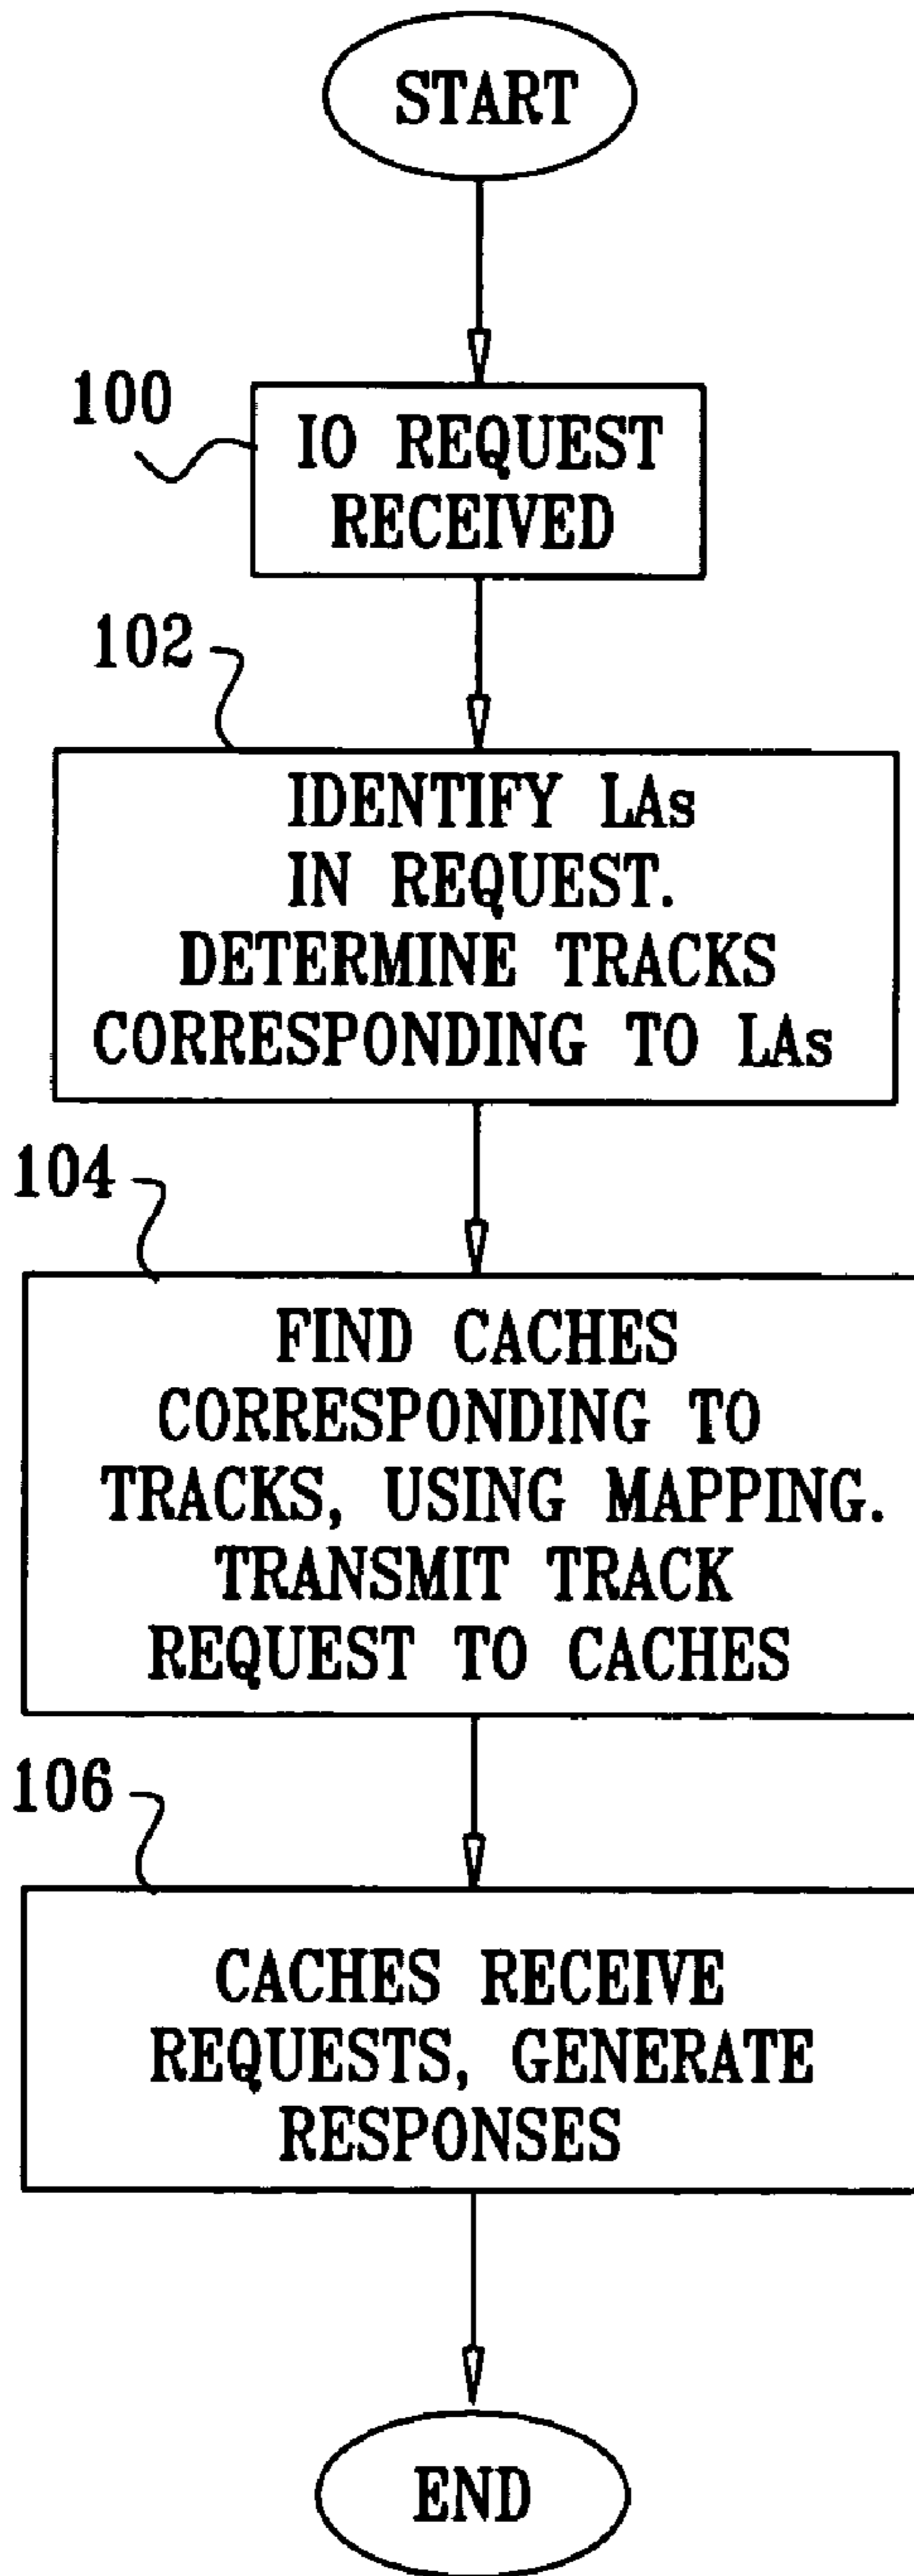 START
100
IO REQUEST
RECEIVED
102
IDENTIFY LAs
IN REQUEST.
DETERMINE TRACKS
CORRESPONDING TO LAs
104
FIND CACHES
CORRESPONDING TO
TRACKS, USING MAPPING.
TRANSMIT TRACK
REQUEST TO CACHES
106
CACHES RECEIVE
REQUESTS, GENERATE
RESPONSES
END